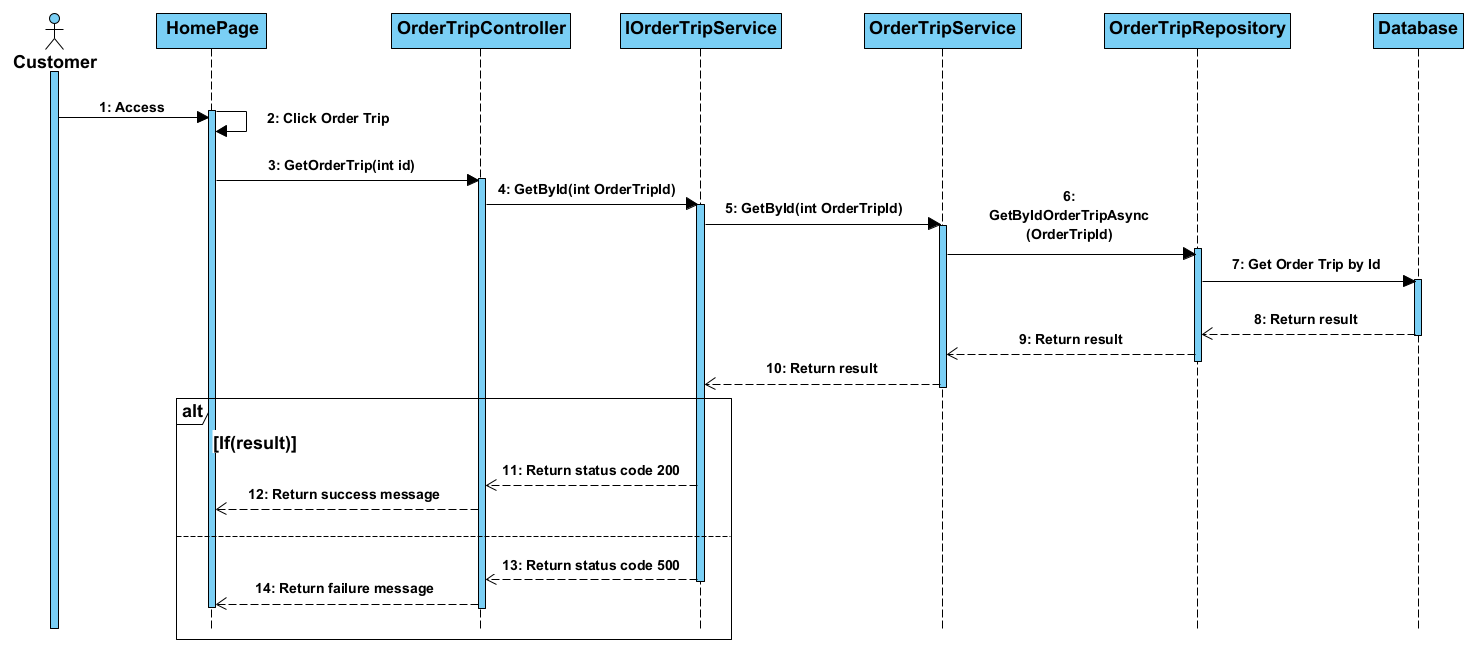 Customer
HomePage
OrderTripController
IOrderTripService
OrderTripService
OrderTripRepository
Database
1: Access
2: Click Order Trip
3: GetOrderTrip(int id)
4: GetById(int OrderTripId)
5: GetById(int OrderTripId)
6:
GetByIdOrderTripAsync
(OrderTripId)
7: Get Order Trip by Id
8: Return result
9: Return result
10: Return result
alt
[If(result)]
11: Return status code 200
12: Return success message
13: Return status code 500
14: Return failure message